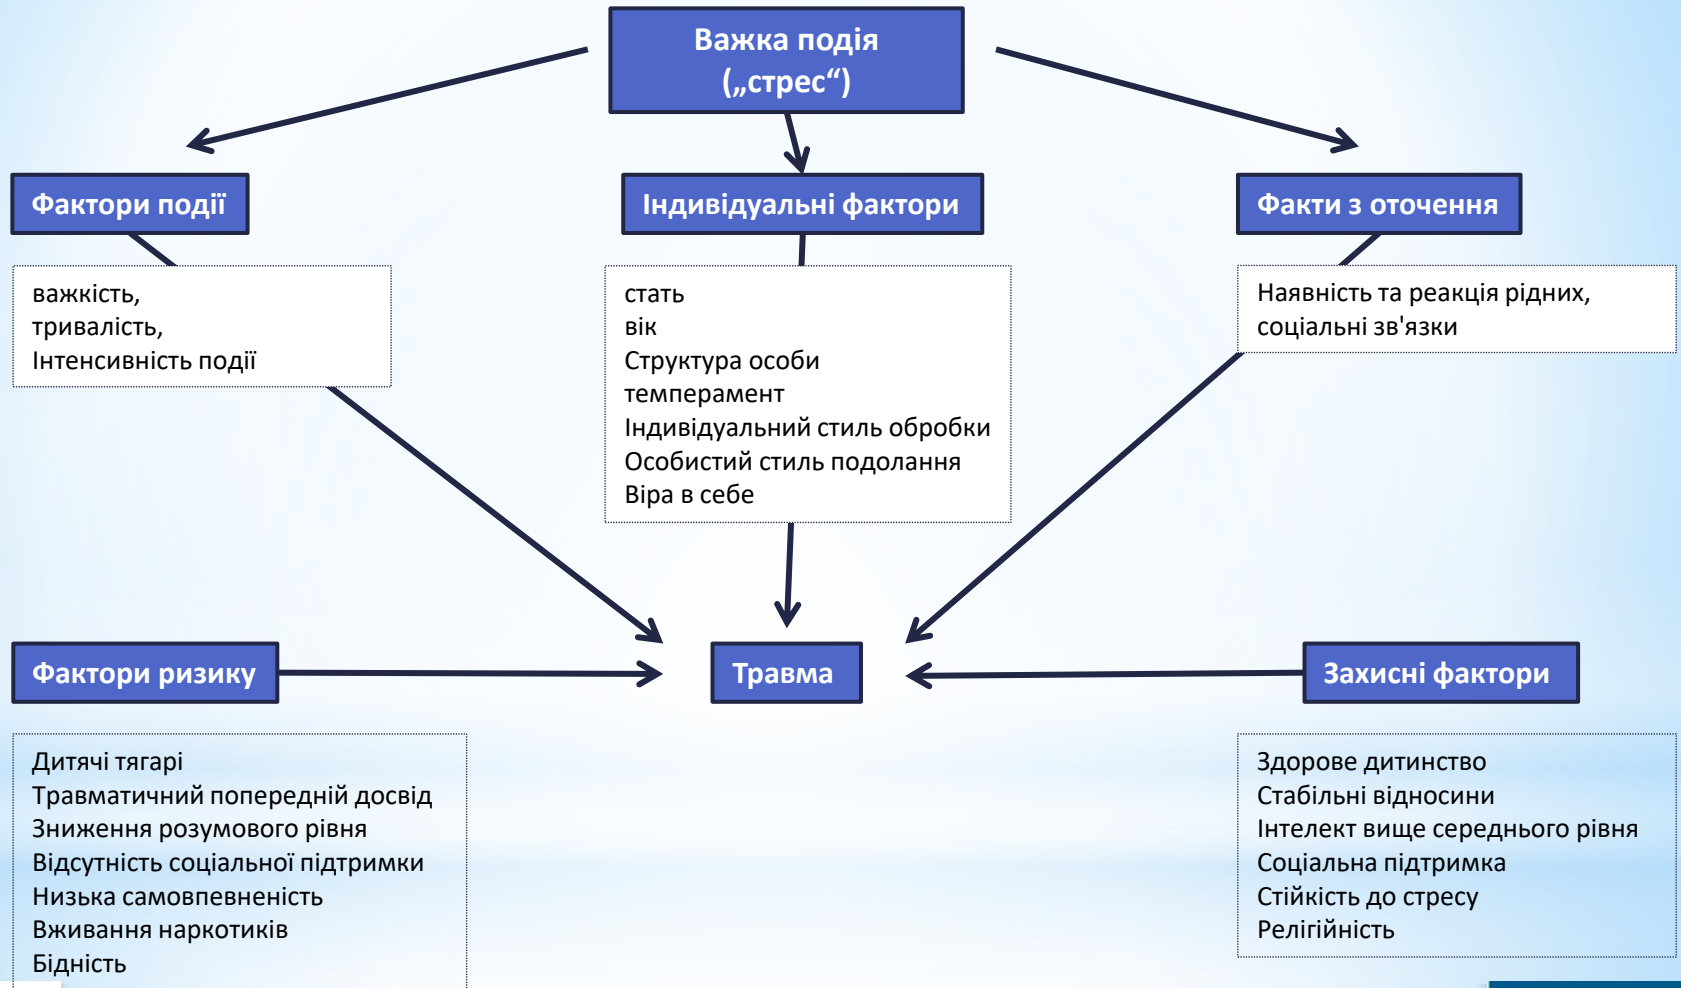 Важка подія
(„стрес“)
Фактори події
Індивідуальні фактори
Факти з оточення
важкість,
тривалість,
Інтенсивність події
стать
вік
Структура особи
темперамент
Індивідуальний стиль обробки
Особистий стиль подолання
Віра в себе
Наявність та реакція рідних,
соціальні зв'язки
Фактори ризику
Травма
Захисні фактори
Дитячі тягарі
Травматичний попередній досвід
Зниження розумового рівня
Відсутність соціальної підтримки
Низька самовпевненість
Вживання наркотиків
Бідність
Здорове дитинство
Стабільні відносини
Інтелект вище середнього рівня
Соціальна підтримка
Стійкість до стресу
Релігійність